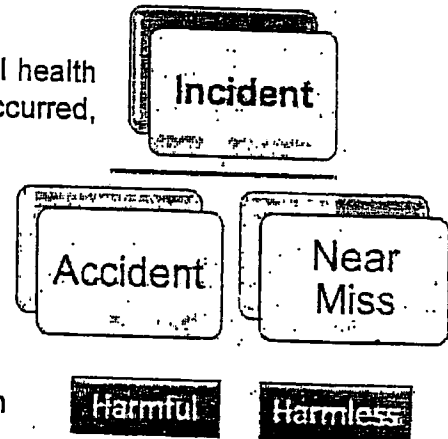 l health
ccurred,
Incident
Accident
Near
Miss
n
Harmful
Harmless